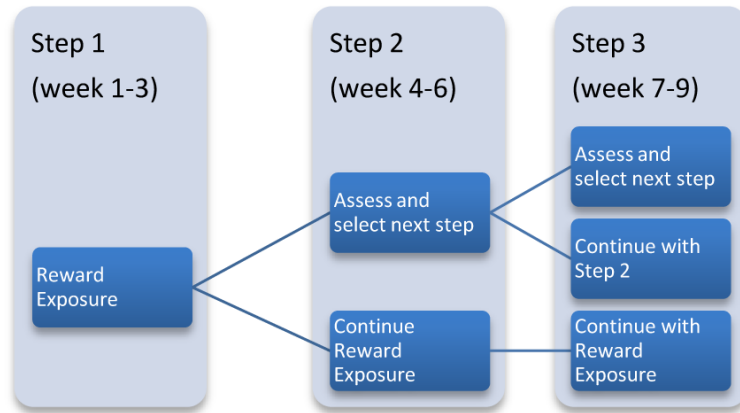 Step 1
(week 1-3)
Reward
Exposure
Step 2
(week 4-6)
Assess and
select next step
Continue
Reward
Exposure
Step 3
(week 7-9)
Assess and
select next step
Continue with
Step 2
Continue with
Reward
Exposure